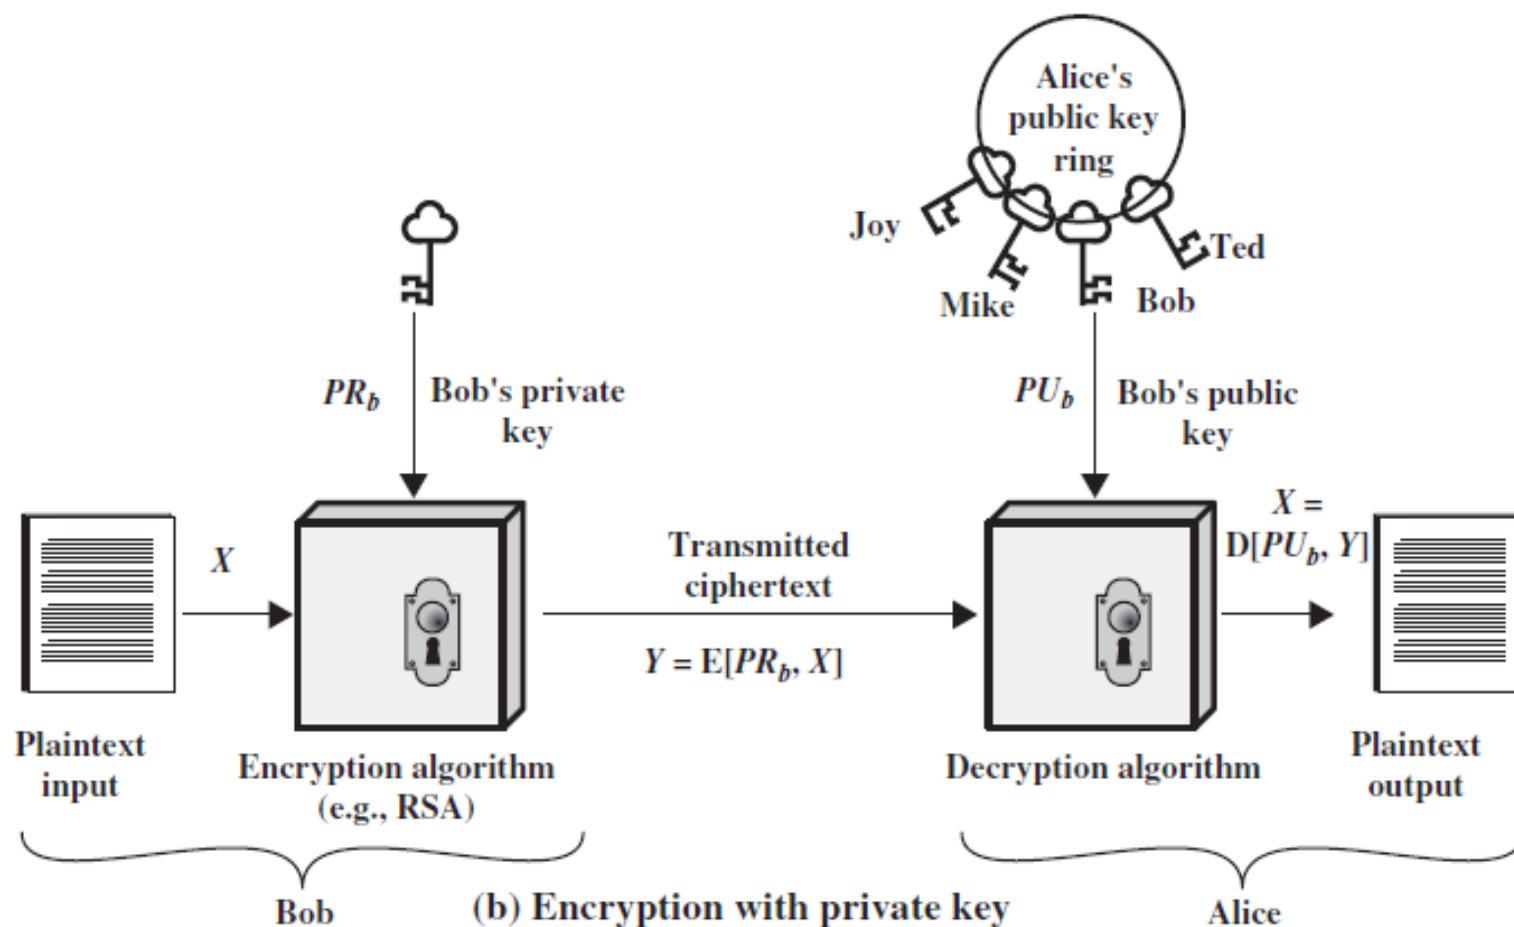 Alice's
public key
ring
Joy
Ted
Mike
Bob
PR_b
Bob's private
key
PU_b
Bob's public
key
X
Transmitted
ciphertext
Y = E[PR_b, X]
X =
D[PU_b, Y]
Plaintext
input
Encryption algorithm
(e.g., RSA)
Decryption algorithm
Plaintext
output
Bob
(b) Encryption with private key
Alice